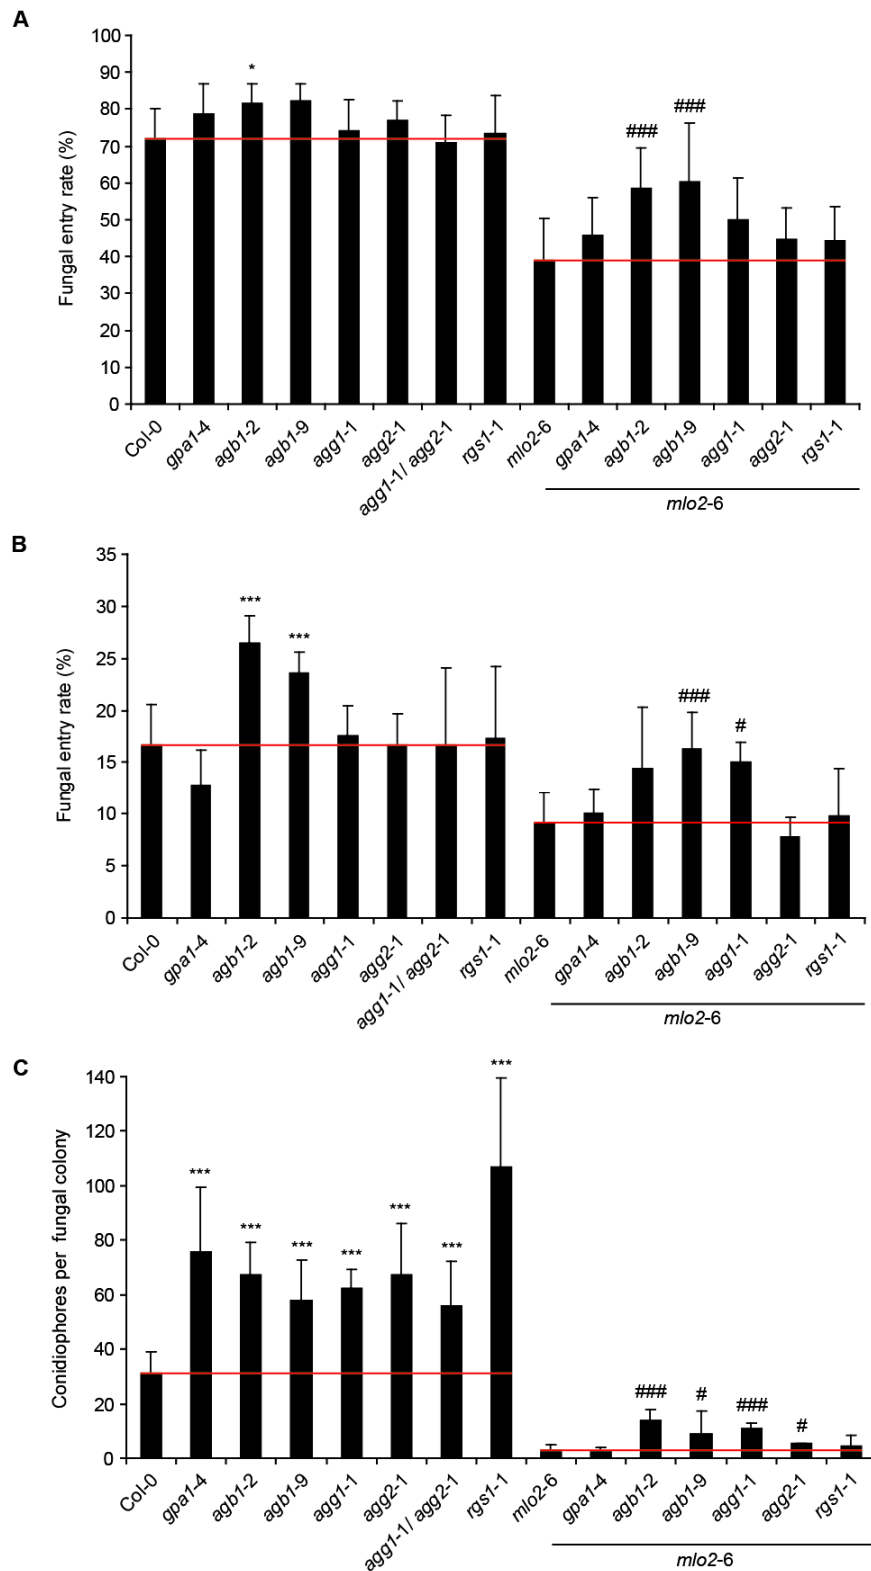 A
Fungal entry rate (%)
100
90
80
70
60
50
40
30
20
10
0
*
###
###
Col-0
gpa1-4
agb1-2
agb1-9
agg1-1
agg2-1
agg1-1/ agg2-1
rgs1-1
mlo2-6
gpa1-4
agb1-2
agb1-9
agg1-1
agg2-1
rgs1-1
mlo2-6
B
Fungal entry rate (%)
35
30
25
20
15
10
5
0
***
***
###
#
Col-0
gpa1-4
agb1-2
agb1-9
agg1-1
agg2-1
agg1-1/ agg2-1
rgs1-1
mlo2-6
gpa1-4
agb1-2
agb1-9
agg1-1
agg2-1
rgs1-1
mlo2-6
C
Conidiophores per fungal colony
140
120
100
80
60
40
20
0
***
***
***
***
***
***
***
###
#
###
#
Col-0
gpa1-4
agb1-2
agb1-9
agg1-1
agg2-1
agg1-1/ agg2-1
rgs1-1
mlo2-6
gpa1-4
agb1-2
agb1-9
agg1-1
agg2-1
rgs1-1
mlo2-6